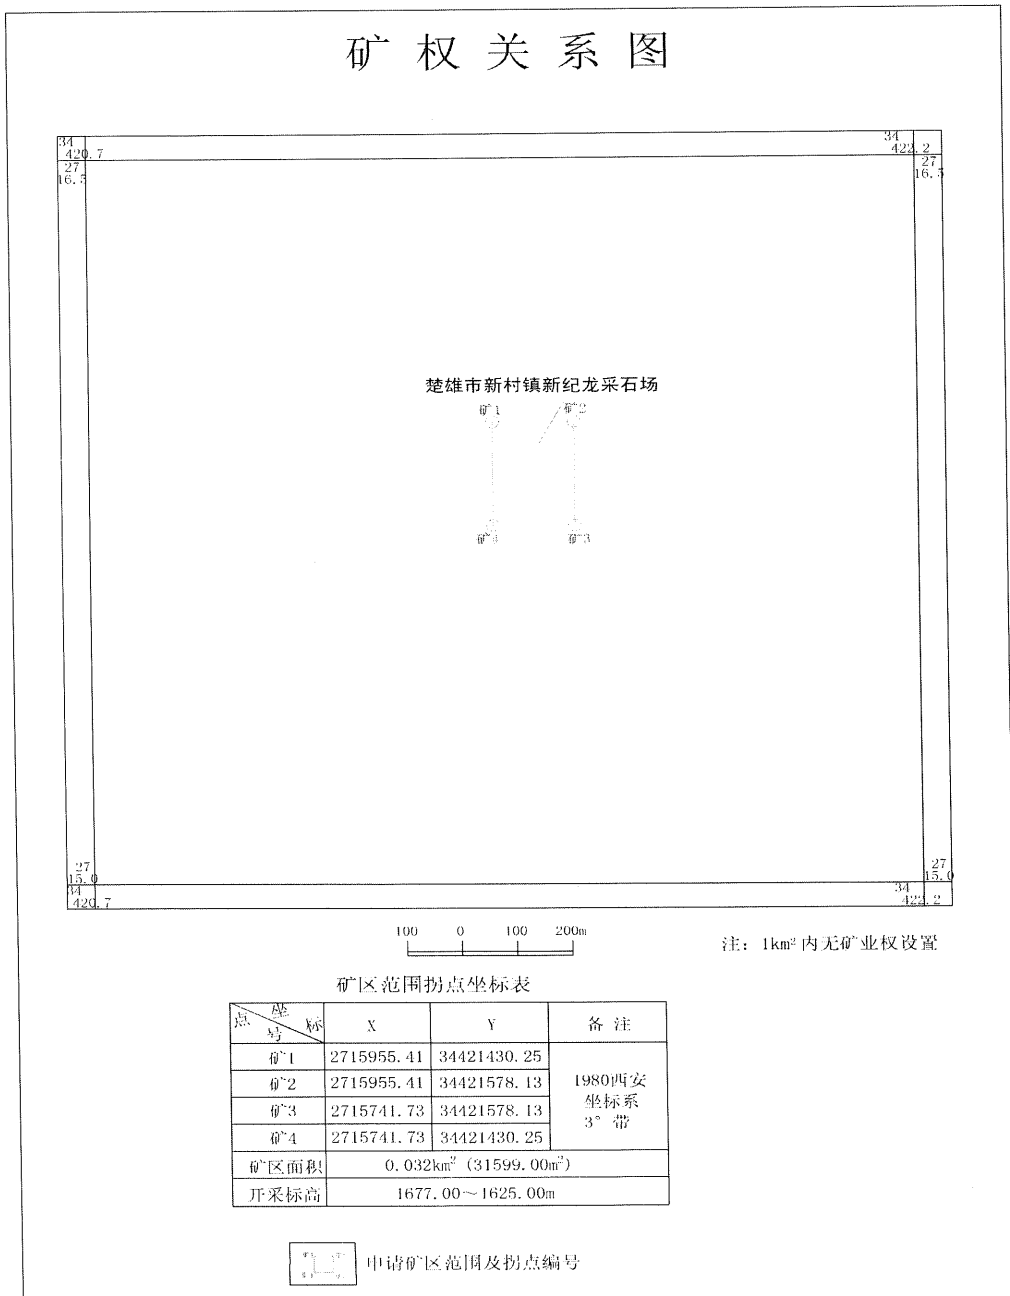 矿权关系图
34
420.7
27
16.5
34
422.2
27
16.5
楚雄市新村镇新纪龙采石场
矿1 矿2
矿4 矿3
27
15.0
34
420.7
27
15.0
34
422.2
100 0 100 200m
注：1km²内无矿业权设置
矿区范围拐点坐标表
点号 坐标 X Y 备注
矿1 2715955.41 34421430.25
矿2 2715955.41 34421578.13
矿3 2715741.73 34421578.13
矿4 2715741.73 34421430.25
1980西安
坐标系
3°带
矿区面积 0.032km² (31599.00m²)
开采标高 1677.00～1625.00m
申请矿区范围及拐点编号